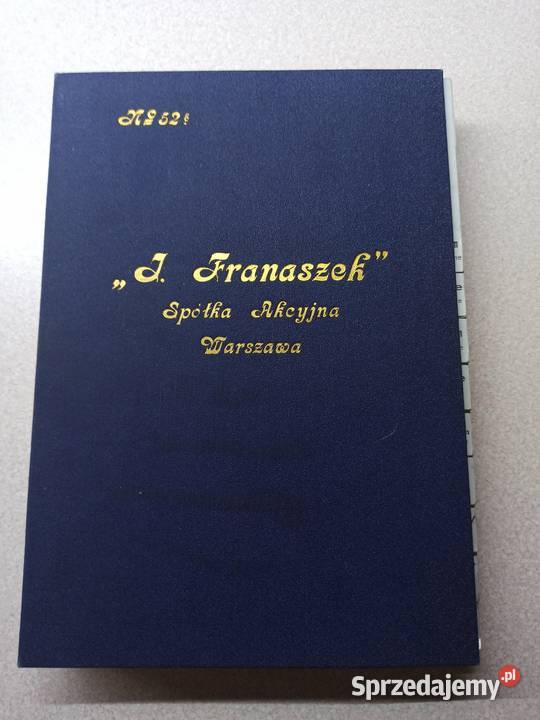 № 52
„J. Franaszek”
Spółka Akcyjna
Warszawa
Sprzedajemy.pl